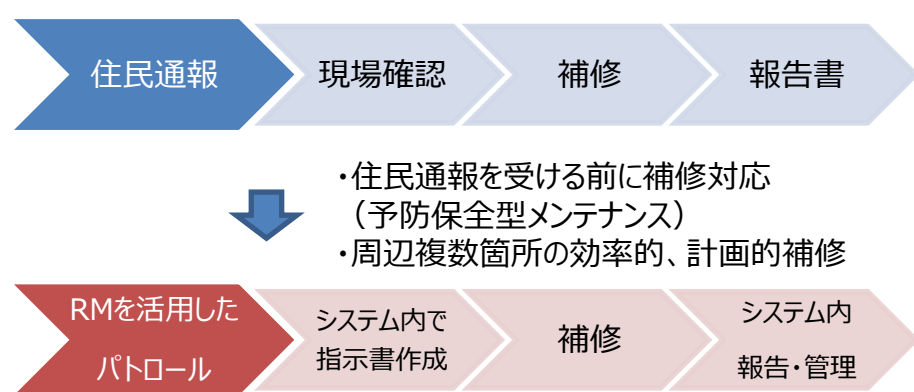 住民通報
現場確認
補修
報告書
・住民通報を受ける前に補修対応
（予防保全型メンテナンス）
・周辺複数箇所の効率的、計画的補修
RMを活用した
パトロール
システム内で
指示書作成
補修
システム内
報告・管理